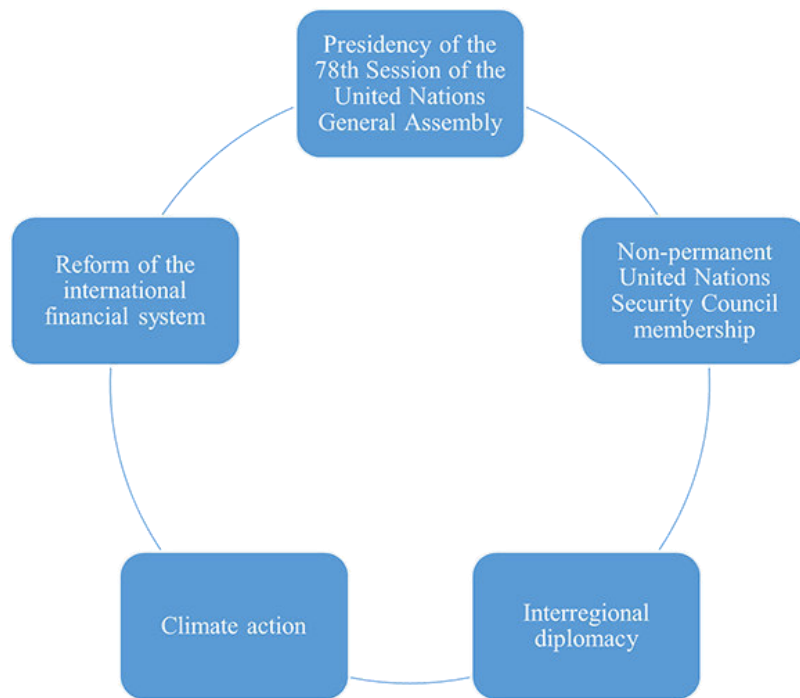 Presidency of the
78th Session of the
United Nations
General Assembly
Non-permanent
United Nations
Security Council
membership
Interregional
diplomacy
Climate action
Reform of the
international
financial system